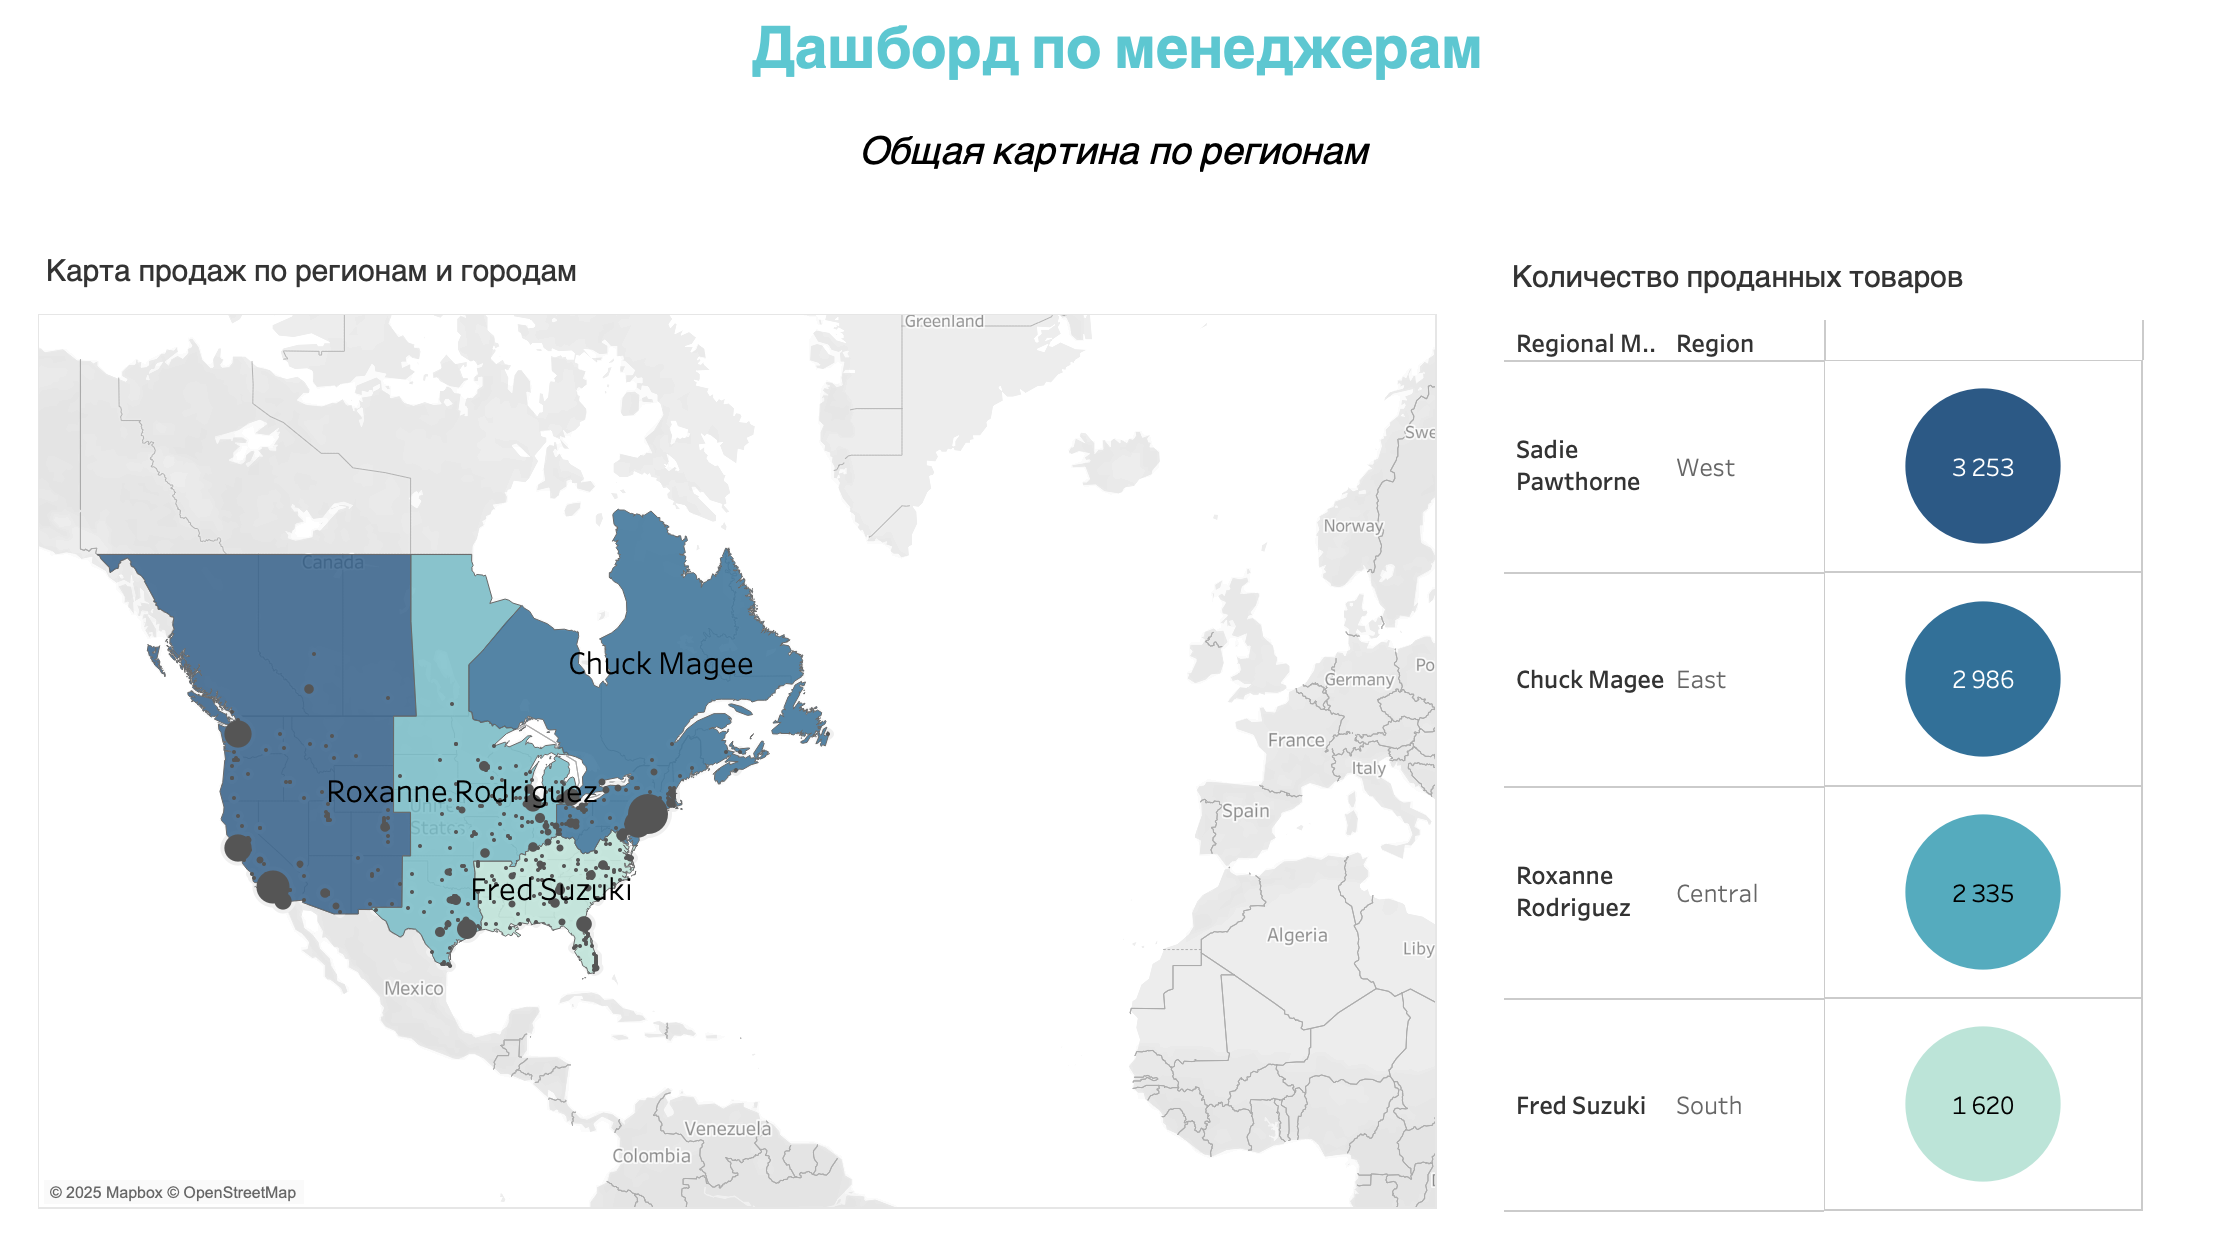 Дашборд по менеджерам
Общая картина по регионам
Карта продаж по регионам и городам
Greenland
Swe
Norway
Canada
Chuck Magee
Po
Germany
France
Italy
Roxanne Rodriguez
Unite
States
Spain
Fred Suzuki
Algeria
Liby
Mexico
Venezuela
Colombia
© 2025 Mapbox © OpenStreetMap
Количество проданных товаров
Regional M.. Region
Sadie
Pawthorne
West
3 253
Chuck Magee East
2 986
Roxanne
Rodriguez
Central
2 335
Fred Suzuki South
1 620